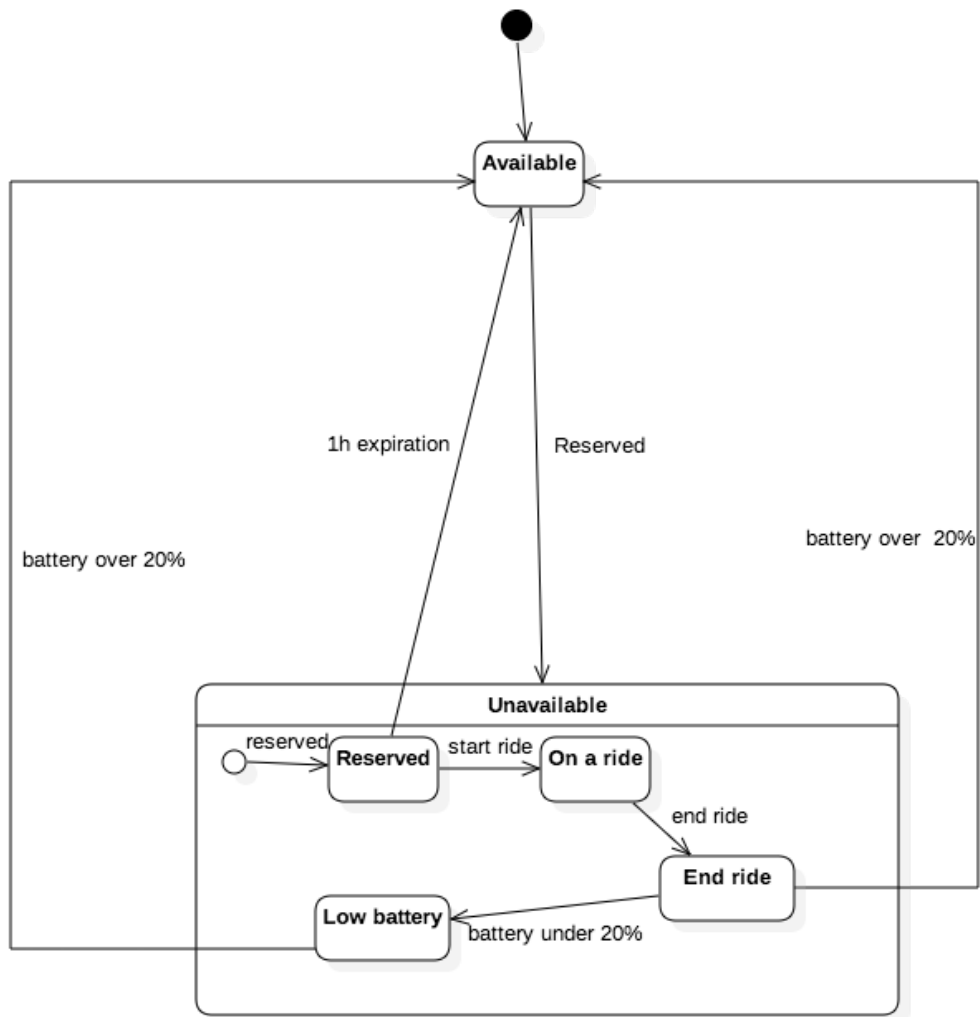 Available
1h expiration
Reserved
battery over 20%
battery over  20%
Unavailable
reserved
Reserved
start ride
On a ride
end ride
End ride
Low battery
battery under 20%